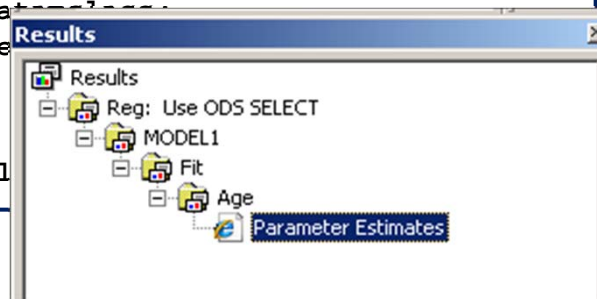 Results
Results
Reg: Use ODS SELECT
MODEL1
Fit
Age
Parameter Estimates